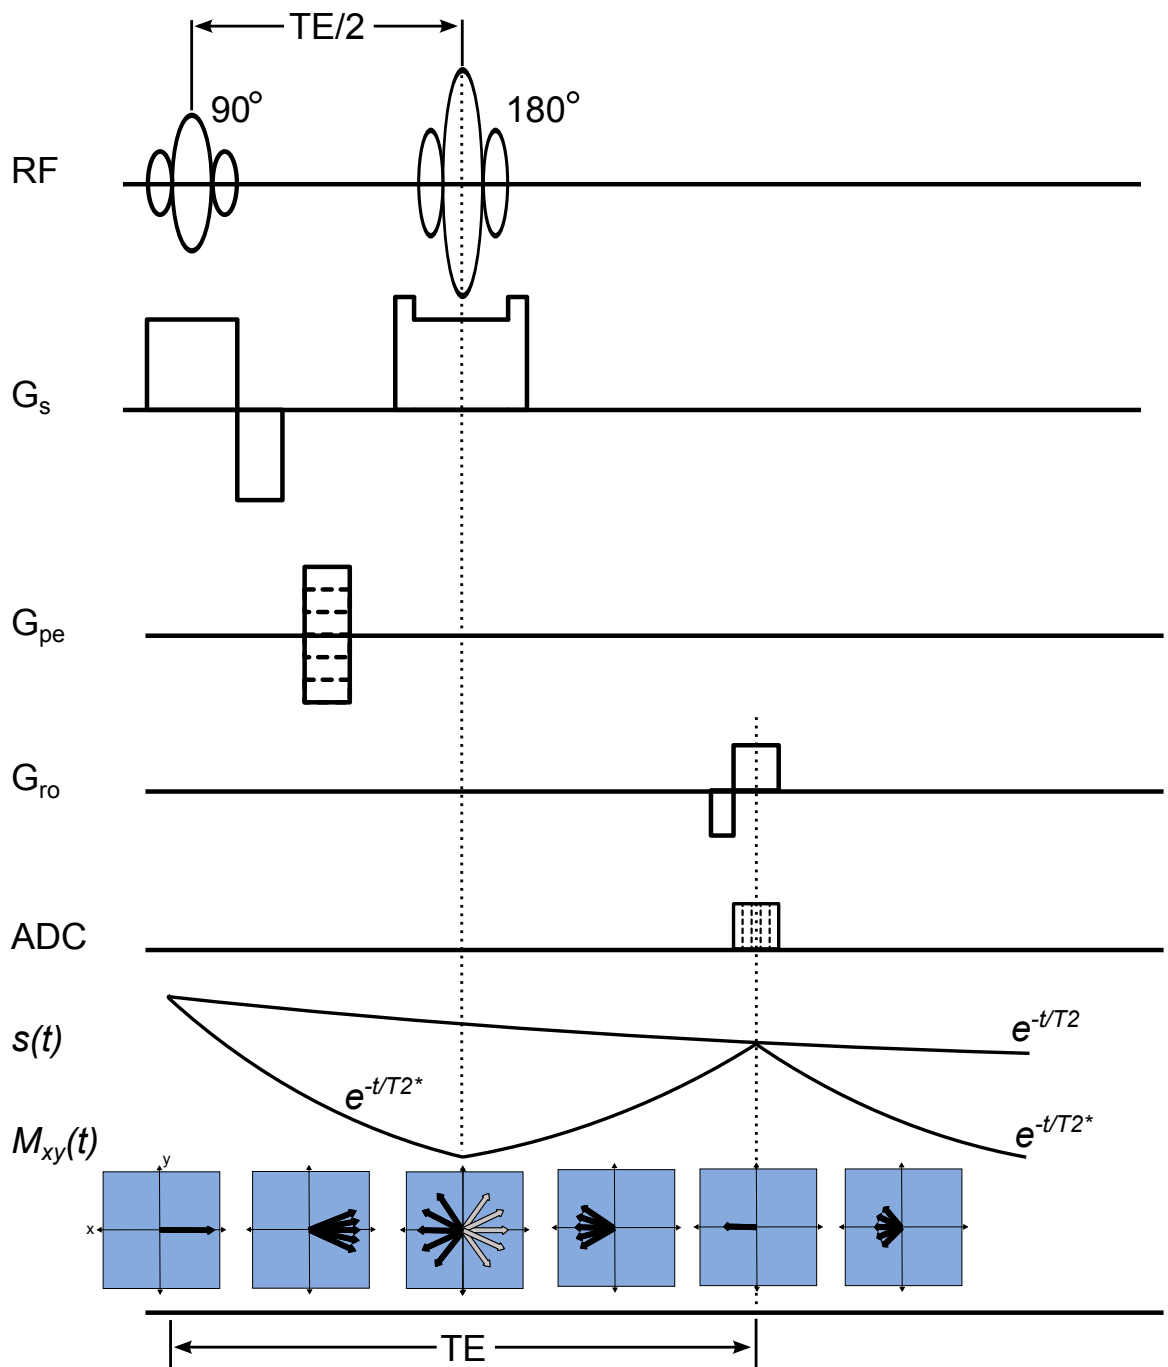 TE/2
90°
180°
RF
Gs
Gpe
Gro
ADC
s(t)
e-t/T2
e-t/T2*
Mxy(t)
e-t/T2*
y
x
TE